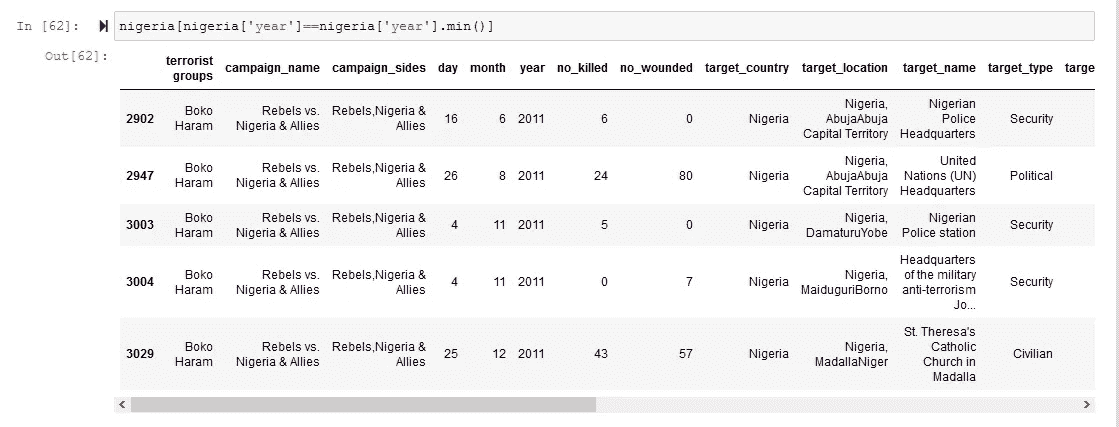 In [62]: nigeria[nigeria['year']==nigeria['year'].min()]
Out[62]:
terrorist groups campaign_name campaign_sides day month year no_killed no_wounded target_country target_location target_name target_type targe
2902 Boko Haram Rebels vs. Nigeria & Allies Rebels,Nigeria & Allies 16 6 2011 6 0 Nigeria Nigeria, AbujaAbuja Capital Territory Nigerian Police Headquarters Security
2947 Boko Haram Rebels vs. Nigeria & Allies Rebels,Nigeria & Allies 26 8 2011 24 80 Nigeria Nigeria, AbujaAbuja Capital Territory United Nations (UN) Headquarters Political
3003 Boko Haram Rebels vs. Nigeria & Allies Rebels,Nigeria & Allies 4 11 2011 5 0 Nigeria Nigeria, DamaturuYobe Nigerian Police station Security
3004 Boko Haram Rebels vs. Nigeria & Allies Rebels,Nigeria & Allies 4 11 2011 0 7 Nigeria Nigeria, MaiduguriBorno Headquarters of the military anti-terrorism Jo... Security
3029 Boko Haram Rebels vs. Nigeria & Allies Rebels,Nigeria & Allies 25 12 2011 43 57 Nigeria Nigeria, MadallaNiger St. Theresa's Catholic Church in Madalla Civilian